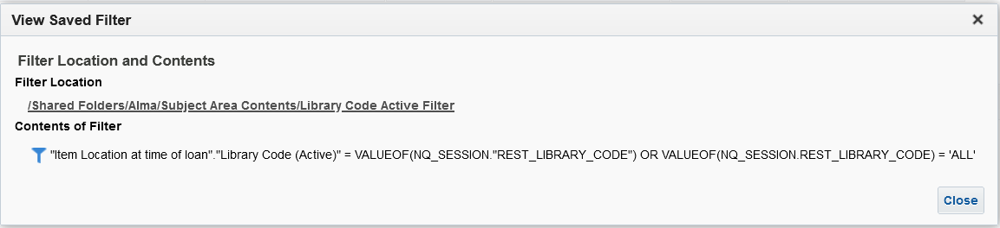 View Saved Filter
Filter Location and Contents
Filter Location
/Shared Folders/Alma/Subject Area Contents/Library Code Active Filter
Contents of Filter
"Item Location at time of loan"."Library Code (Active)" = VALUEOF(NQ_SESSION."REST_LIBRARY_CODE") OR VALUEOF(NQ_SESSION.REST_LIBRARY_CODE) = 'ALL'
Close